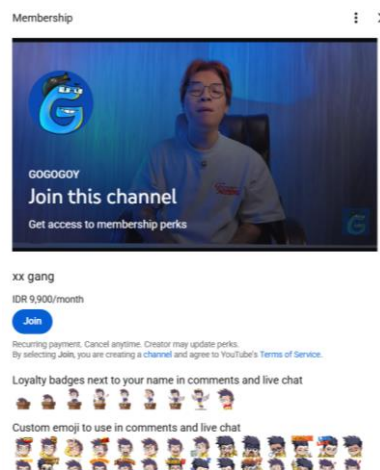 Membership
GOGOGOY
Join this channel
Get access to membership perks
xx gang
IDR 9,900/month
Join
Recurring payment. Cancel anytime. Creator may update perks.
By selecting Join, you are creating a channel and agree to YouTube's Terms of Service.
Loyalty badges next to your name in comments and live chat
Custom emoji to use in comments and live chat